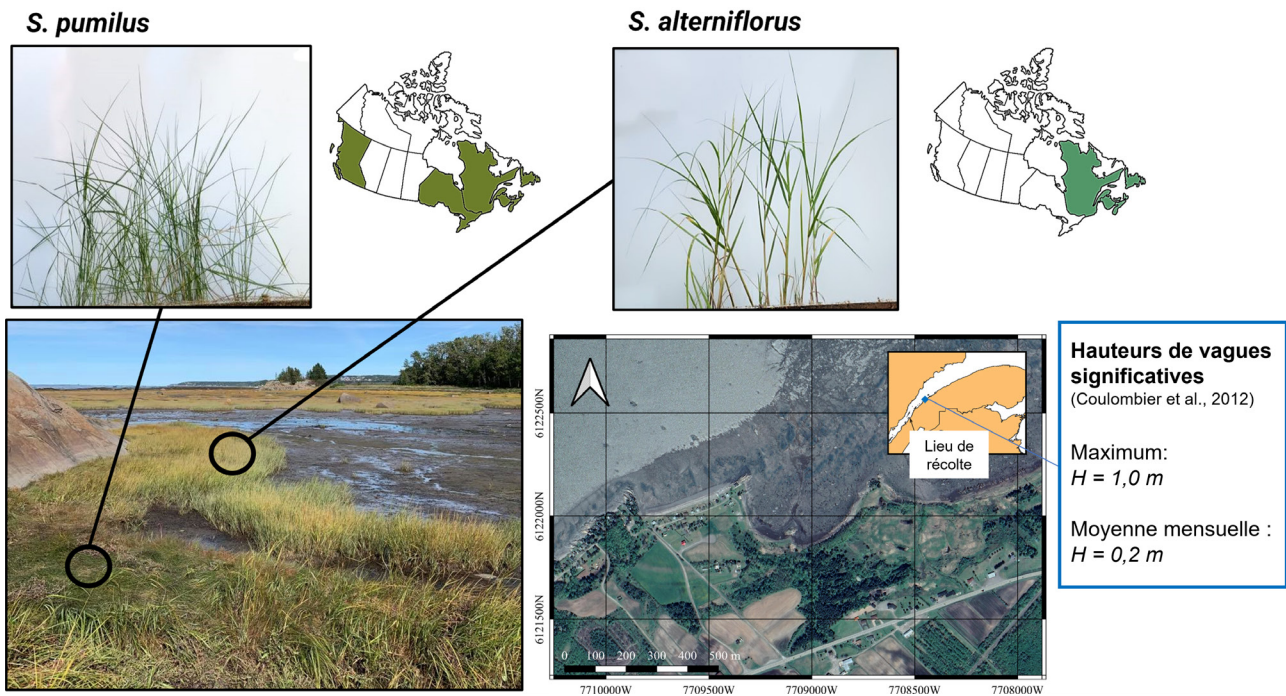 S. pumilus
S. alterniflorus
Hauteurs de vagues
significatives
(Coulombier et al., 2012)
Maximum:
H = 1,0 m
Moyenne mensuelle :
H = 0,2 m
Lieu de
récolte
6122500N
6122000N
6121500N
0 100 200 300 400 500 m
7710000W 7709500W 7709000W 7708500W 7708000W